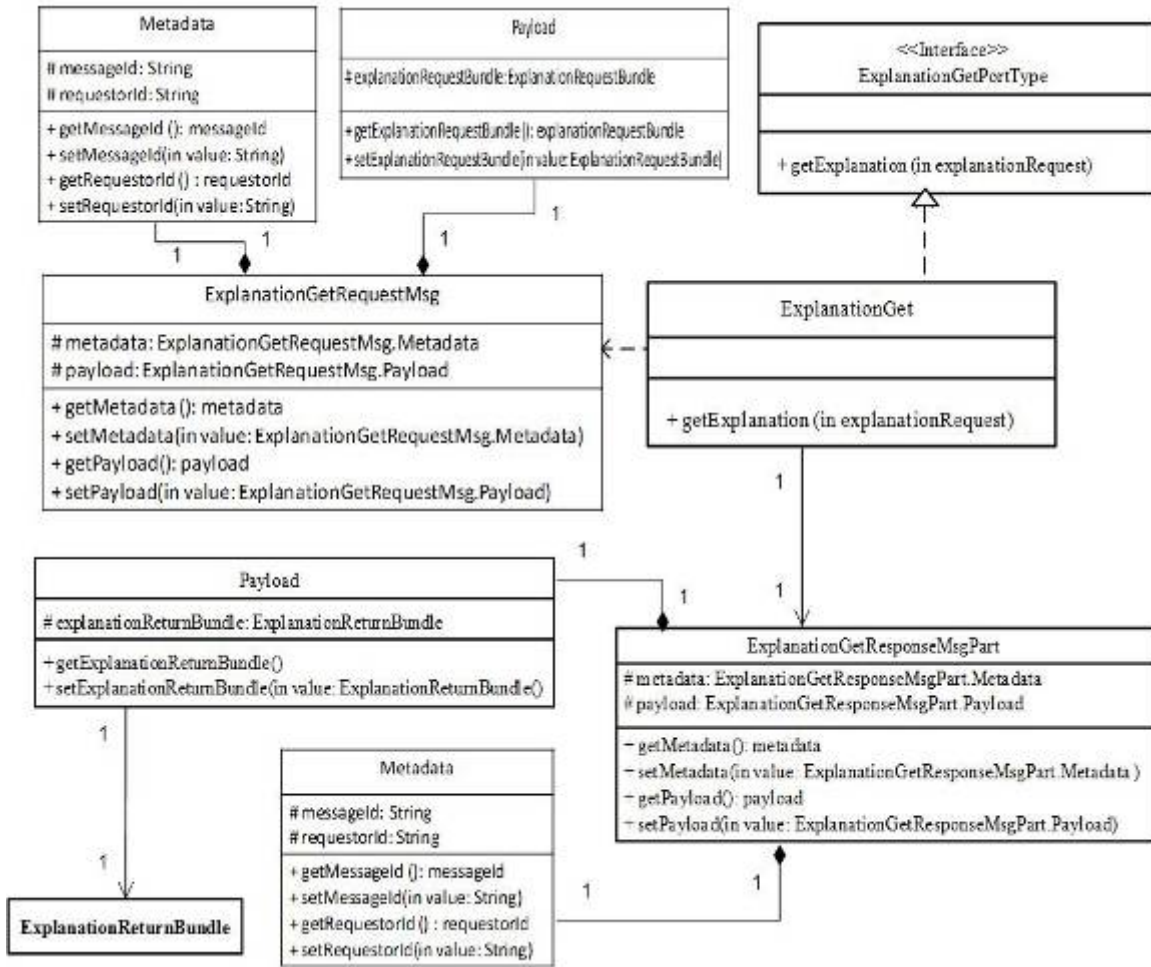 Metadata
# messageId: String
# requestorId: String
+ getMessageId (): messageId
+ setMessageId(in value: String)
+ getRequestorId () : requestorId
+ setRequestorId(in value:String)
Payload
# explanationRequestBundle:ExplanationRequestBundle
+ getExplanationRequestBundle(): explanationRequestBundle
+ setExplanationRequestBundle(in value:ExplanationRequestBundle)
<<Interface>>
ExplanationGetPortType
+ getExplanation (in explanationRequest)
1
1
1
1
ExplanationGetRequestMsg
# metadata: ExplanationGetRequestMsg.Metadata
# payload: ExplanationGetRequestMsg.Payload
+ getMetadata (): metadata
+ setMetadata(in value: ExplanationGetRequestMsg.Metadata)
+ getPayload(): payload
+ setPayload(in value: ExplanationGetRequestMsg.Payload)
ExplanationGet
+ getExplanation (in explanationRequest)
1
1
1
1
Payload
# explanationReturnBundle: ExplanationReturnBundle
+getExplanationReturnBundle()
+setExplanationReturnBundle(in value: ExplanationReturnBundle()
1
1
ExplanationReturnBundle
ExplanationGetResponseMsgPart
# metadata: ExplanationGetResponseMsgPart.Metadata
# payload: ExplanationGetResponseMsgPart.Payload
+ getMetadata(): metadata
+ setMetadata(in value: ExplanationGetResponseMsgPart.Metadata )
+ getPayload(): payload
+ setPayload(in value: ExplanationGetResponseMsgPart.Payload)
Metadata
# messageId: String
# requestorId: String
+ getMessageId (): messageId
+ setMessageId(in value: String)
+ getRequestorId () : requestorId
+ setRequestorId(in value: String)
1
1